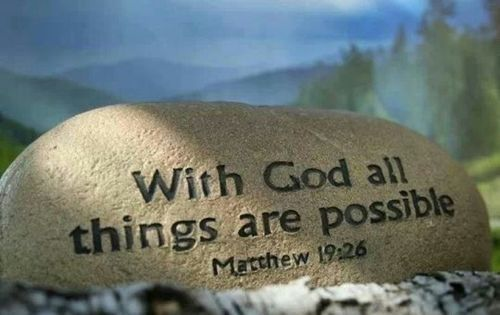 With God all
things are possible
Matthew 19:26